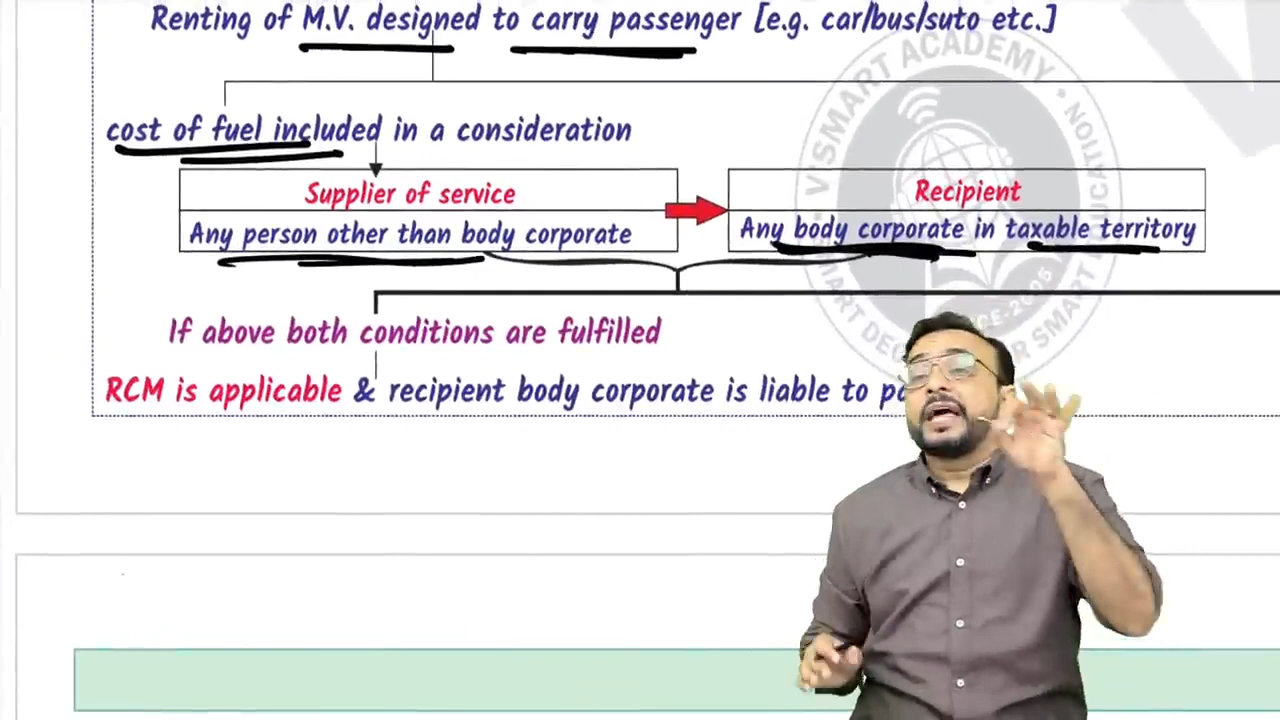 Renting of M.V. designed to carry passenger [e.g. car/bus/suto etc.]
cost of fuel included in a consideration
Supplier of service
Recipient
Any person other than body corporate
Any body corporate in taxable territory
If above both conditions are fulfilled
RCM is applicable & recipient body corporate is liable to
V'SMART ACADEMY